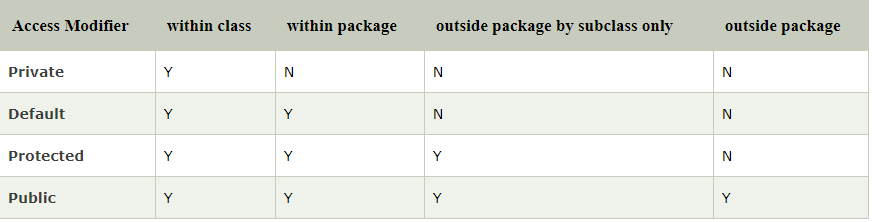 Access Modifier within class within package outside package by subclass only outside package
Private Y N N N
Default Y Y N N
Protected Y Y Y N
Public Y Y Y Y